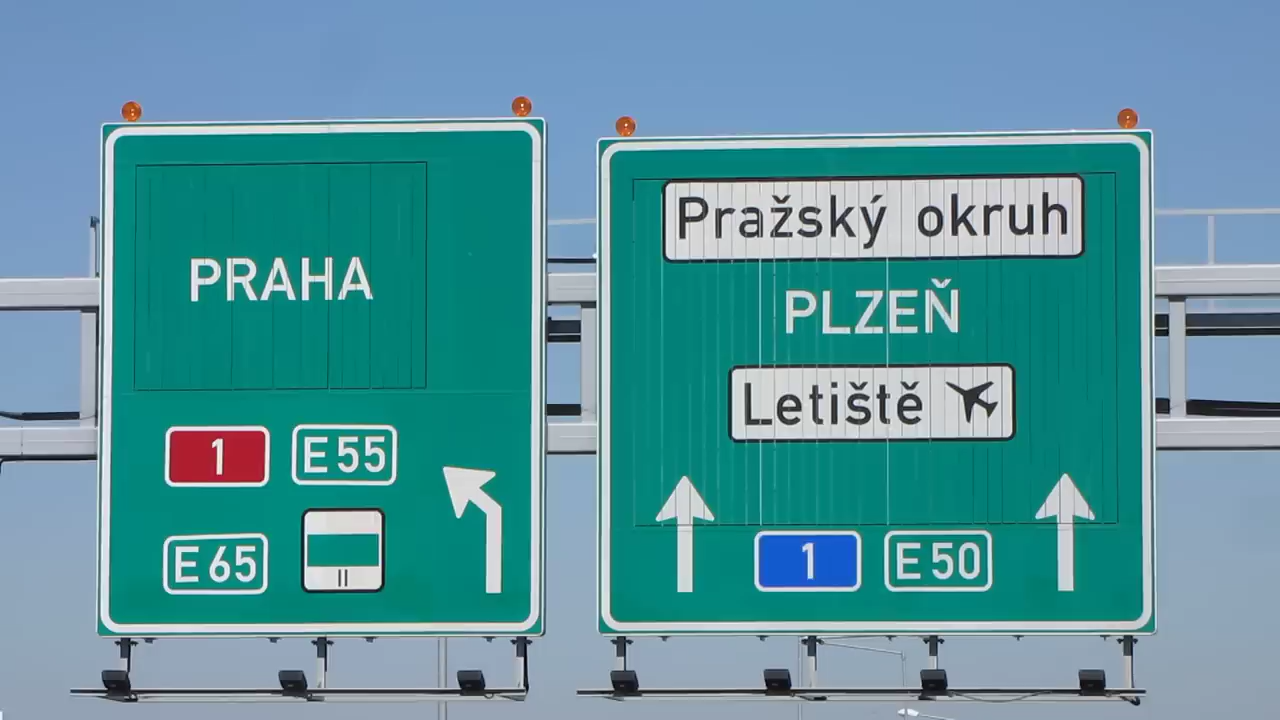 PRAHA
1 E 55
E 65 II
Pražský okruh
PLZEŇ
Letiště
1 E 50